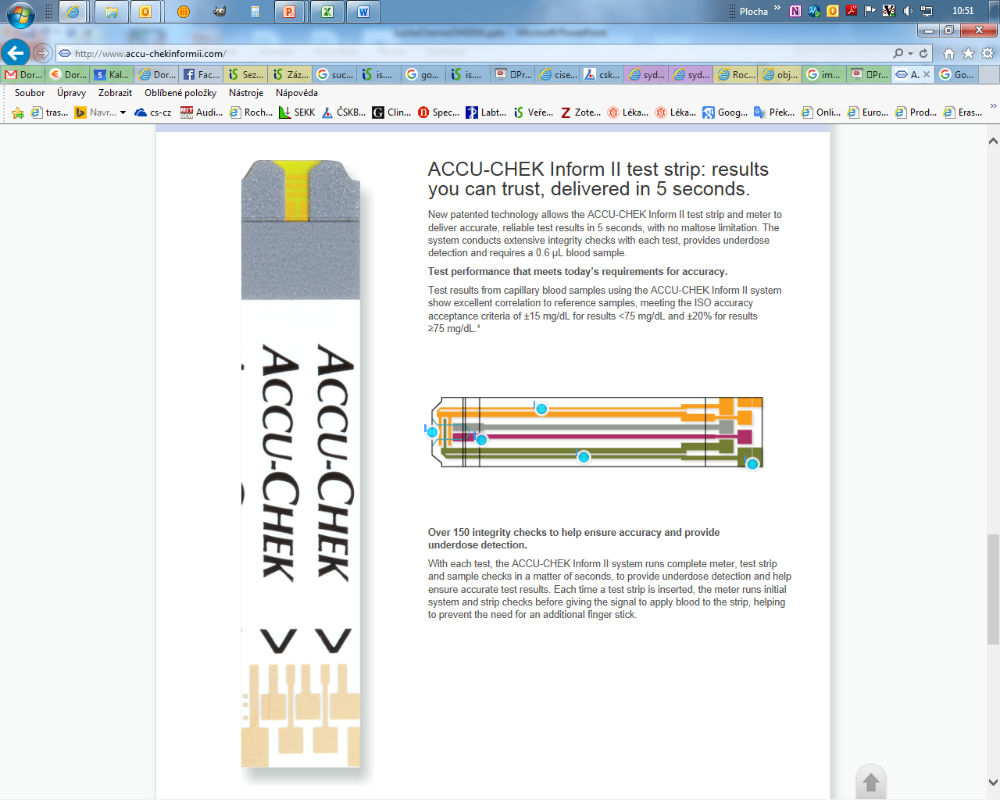 Plocha
10:51
http://www.accu-chekinformii.com/
Dor...
Dor...
Kal...
Dor...
Fac...
Sez...
Záz...
suc...
is....
go...
is....
Pr...
cise...
csk...
syd...
syd...
Roc...
obj...
im...
Pr...
A.
Go...
Soubor
Úpravy
Zobrazit
Oblíbené položky
Nástroje
Nápověda
tras...
Navr...
cs-cz
Audi...
Roch...
SEKK
ČSKB...
Clin...
Spec...
Labt...
Veře...
Zote...
Léka...
Léka...
Goog...
Přek...
Onli...
Euro...
Prod...
Eras...
ACCU-CHEK Inform II test strip: results
you can trust, delivered in 5 seconds.
New patented technology allows the ACCU-CHEK Inform II test strip and meter to
deliver accurate, reliable test results in 5 seconds, with no maltose limitation. The
system conducts extensive integrity checks with each test, provides underdose
detection and requires a 0.6 µL blood sample.
Test performance that meets today's requirements for accuracy.
Test results from capillary blood samples using the ACCU-CHEK Inform II system
show excellent correlation to reference samples, meeting the ISO accuracy
acceptance criteria of ±15 mg/dL for results <75 mg/dL and ±20% for results
≥75 mg/dL.⁴
ACCU-CHEK
ACCU-CHEK
Over 150 integrity checks to help ensure accuracy and provide
underdose detection.
With each test, the ACCU-CHEK Inform II system runs complete meter, test strip
and sample checks in a matter of seconds, to provide underdose detection and help
ensure accurate test results. Each time a test strip is inserted, the meter runs initial
system and strip checks before giving the signal to apply blood to the strip, helping
to prevent the need for an additional finger stick.